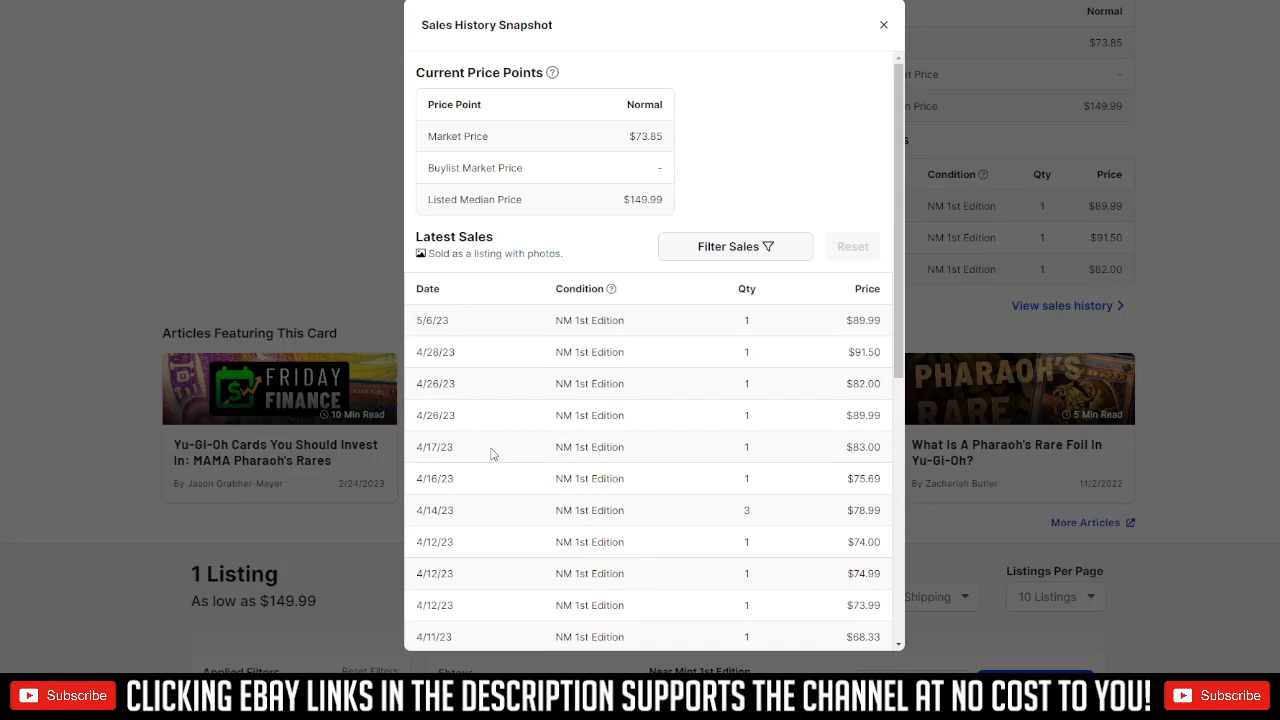 Sales History Snapshot
Current Price Points
Price Point Normal
Market Price $73.85
Buylist Market Price -
Listed Median Price $149.99
Latest Sales
Sold as a listing with photos.
Filter Sales Reset
Date Condition Qty Price
5/6/23 NM 1st Edition 1 $89.99
4/28/23 NM 1st Edition 1 $91.50
4/26/23 NM 1st Edition 1 $82.00
4/26/23 NM 1st Edition 1 $89.99
4/17/23 NM 1st Edition 1 $83.00
4/16/23 NM 1st Edition 1 $75.69
4/14/23 NM 1st Edition 3 $78.99
4/12/23 NM 1st Edition 1 $74.00
4/12/23 NM 1st Edition 1 $74.99
4/12/23 NM 1st Edition 1 $73.99
4/11/23 NM 1st Edition 1 $68.33
Normal
$73.85
Price -
Price $149.99
Condition Qty Price
NM 1st Edition 1 $89.99
NM 1st Edition 1 $91.50
NM 1st Edition 1 $82.00
View sales history
Articles Featuring This Card
FRIDAY
FINANCE
10 Min Read
Yu-Gi-Oh Cards You Should Invest
In: MAMA Pharaoh's Rares
By Jason Grabher-Meyer 2/24/2023
PHARAOH'S
RARE
5 Min Read
What Is A Pharaoh's Rare Foil In
Yu-Gi-Oh?
By Zachariah Butler 11/2/2022
More Articles
1 Listing
As low as $149.99
Shipping
Listings Per Page
10 Listings
Applied Filters Reset Filters
Near Mint 1st Edition
Subscribe CLICKING EBAY LINKS IN THE DESCRIPTION SUPPORTS THE CHANNEL AT NO COST TO YOU! Subscribe